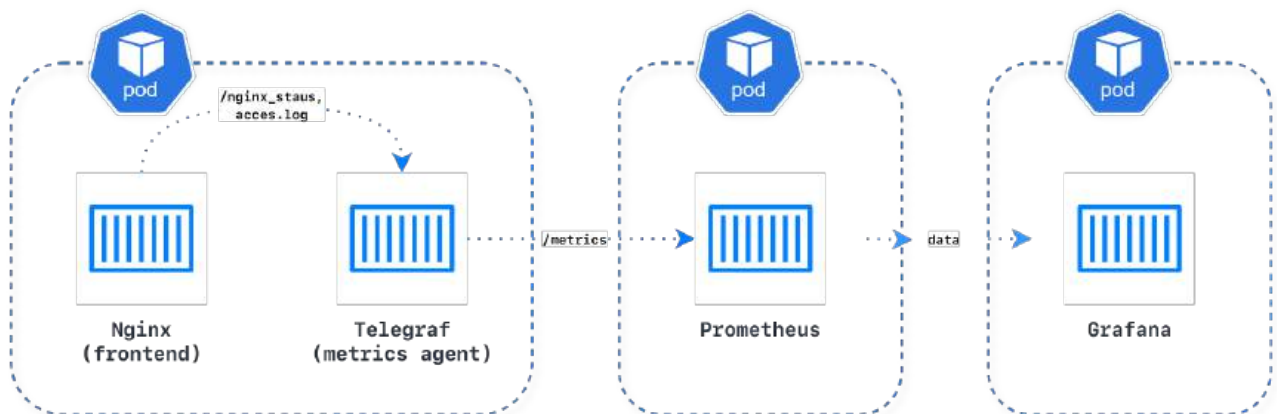 pod
pod
pod
/nginx_staus,
acces.log
/metrics
data
Nginx
(frontend)
Telegraf
(metrics agent)
Prometheus
Grafana